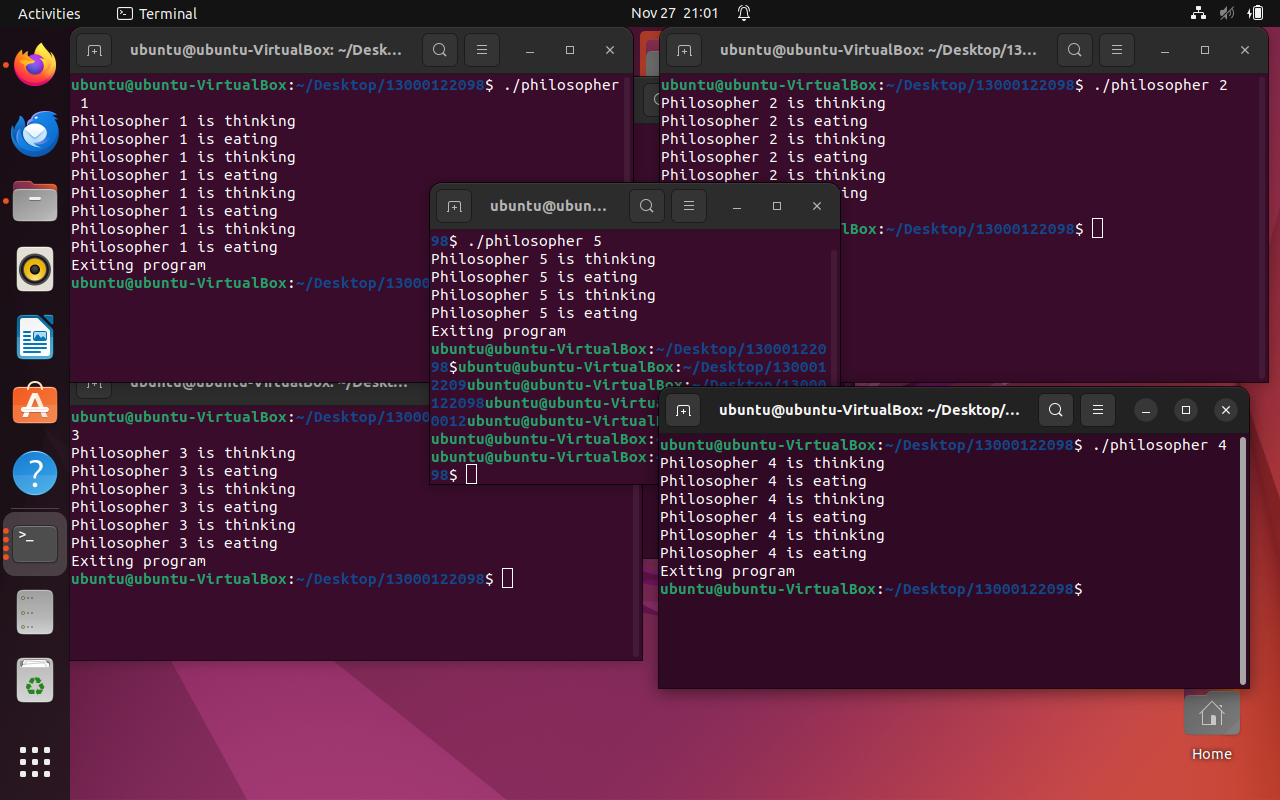 Activities Terminal Nov 27 21:01
ubuntu@ubuntu-VirtualBox: ~/Desk...
ubuntu@ubuntu-VirtualBox:~/Desktop/13000122098$ ./philosopher
1
Philosopher 1 is thinking
Philosopher 1 is eating
Philosopher 1 is thinking
Philosopher 1 is eating
Philosopher 1 is thinking
Philosopher 1 is eating
Philosopher 1 is thinking
Philosopher 1 is eating
Exiting program
ubuntu@ubuntu-VirtualBox:~/Desktop/13000
ubuntu@ubuntu-VirtualBox: ~/Desktop/13...
ubuntu@ubuntu-VirtualBox:~/Desktop/13000122098$ ./philosopher 2
Philosopher 2 is thinking
Philosopher 2 is eating
Philosopher 2 is thinking
Philosopher 2 is eating
Philosopher 2 is thinking
ing
lBox:~/Desktop/13000122098$
ubuntu@ubun...
98$ ./philosopher 5
Philosopher 5 is thinking
Philosopher 5 is eating
Philosopher 5 is thinking
Philosopher 5 is eating
Exiting program
ubuntu@ubuntu-VirtualBox:~/Desktop/130001220
98$ubuntu@ubuntu-VirtualBox:~/Desktop/130001
2209ubuntu@ubuntu-VirtualBox:~/Desktop/13000
122098ubuntu@ubuntu-Virtua
0012ubuntu@ubuntu-VirtualB
ubuntu@ubuntu-VirtualBox:
ubuntu@ubuntu-VirtualBox:
98$
ubuntu@ubuntu-VirtualBox: ~/Desk...
ubuntu@ubuntu-VirtualBox:~/Desktop/13000
3
Philosopher 3 is thinking
Philosopher 3 is eating
Philosopher 3 is thinking
Philosopher 3 is eating
Philosopher 3 is thinking
Philosopher 3 is eating
Exiting program
ubuntu@ubuntu-VirtualBox:~/Desktop/13000122098$
ubuntu@ubuntu-VirtualBox: ~/Desktop/...
ubuntu@ubuntu-VirtualBox:~/Desktop/13000122098$ ./philosopher 4
Philosopher 4 is thinking
Philosopher 4 is eating
Philosopher 4 is thinking
Philosopher 4 is eating
Philosopher 4 is thinking
Philosopher 4 is eating
Exiting program
ubuntu@ubuntu-VirtualBox:~/Desktop/13000122098$
Home